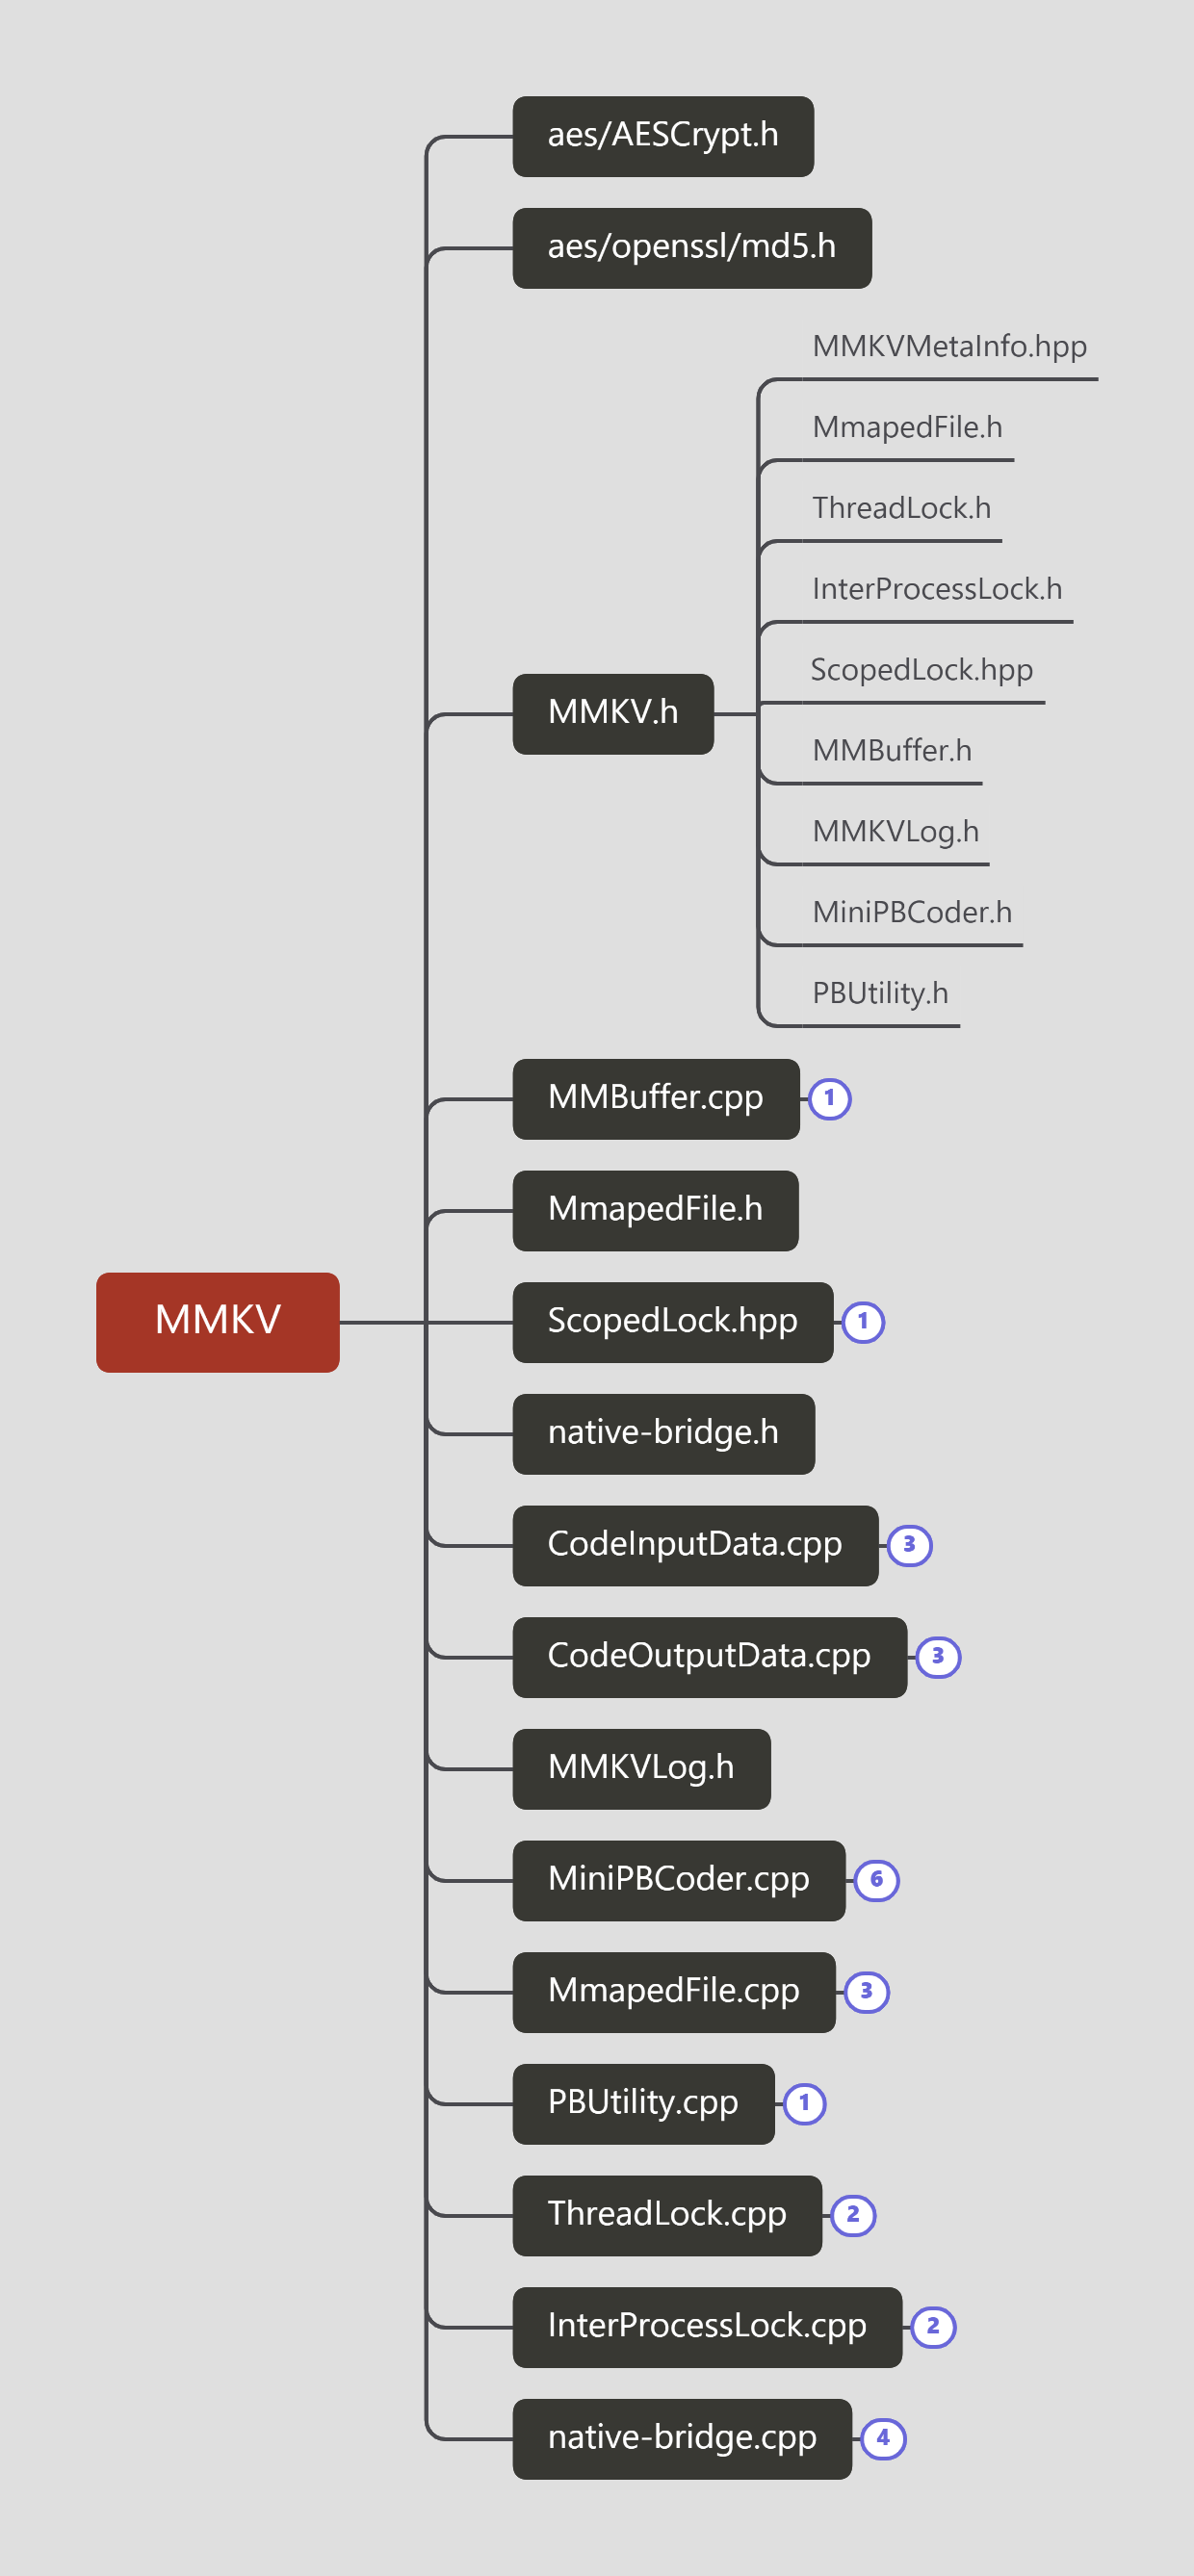 aes/AESCrypt.h
aes/openssl/md5.h
MMKVMetaInfo.hpp
MmapedFile.h
ThreadLock.h
InterProcessLock.h
ScopedLock.hpp
MMKV.h
MMBuffer.h
MMKVLog.h
MiniPBCoder.h
PBUtility.h
MMBuffer.cpp 1
MmapedFile.h
MMKV
ScopedLock.hpp 1
native-bridge.h
CodeInputData.cpp 3
CodeOutputData.cpp 3
MMKVLog.h
MiniPBCoder.cpp 6
MmapedFile.cpp 3
PBUtility.cpp 1
ThreadLock.cpp 2
InterProcessLock.cpp 2
native-bridge.cpp 4